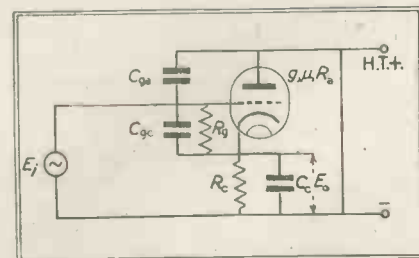 C_ga
g, μ, R_a
H.T.+
C_gc
R_g
E_i
R_c
C_c
E_o
−